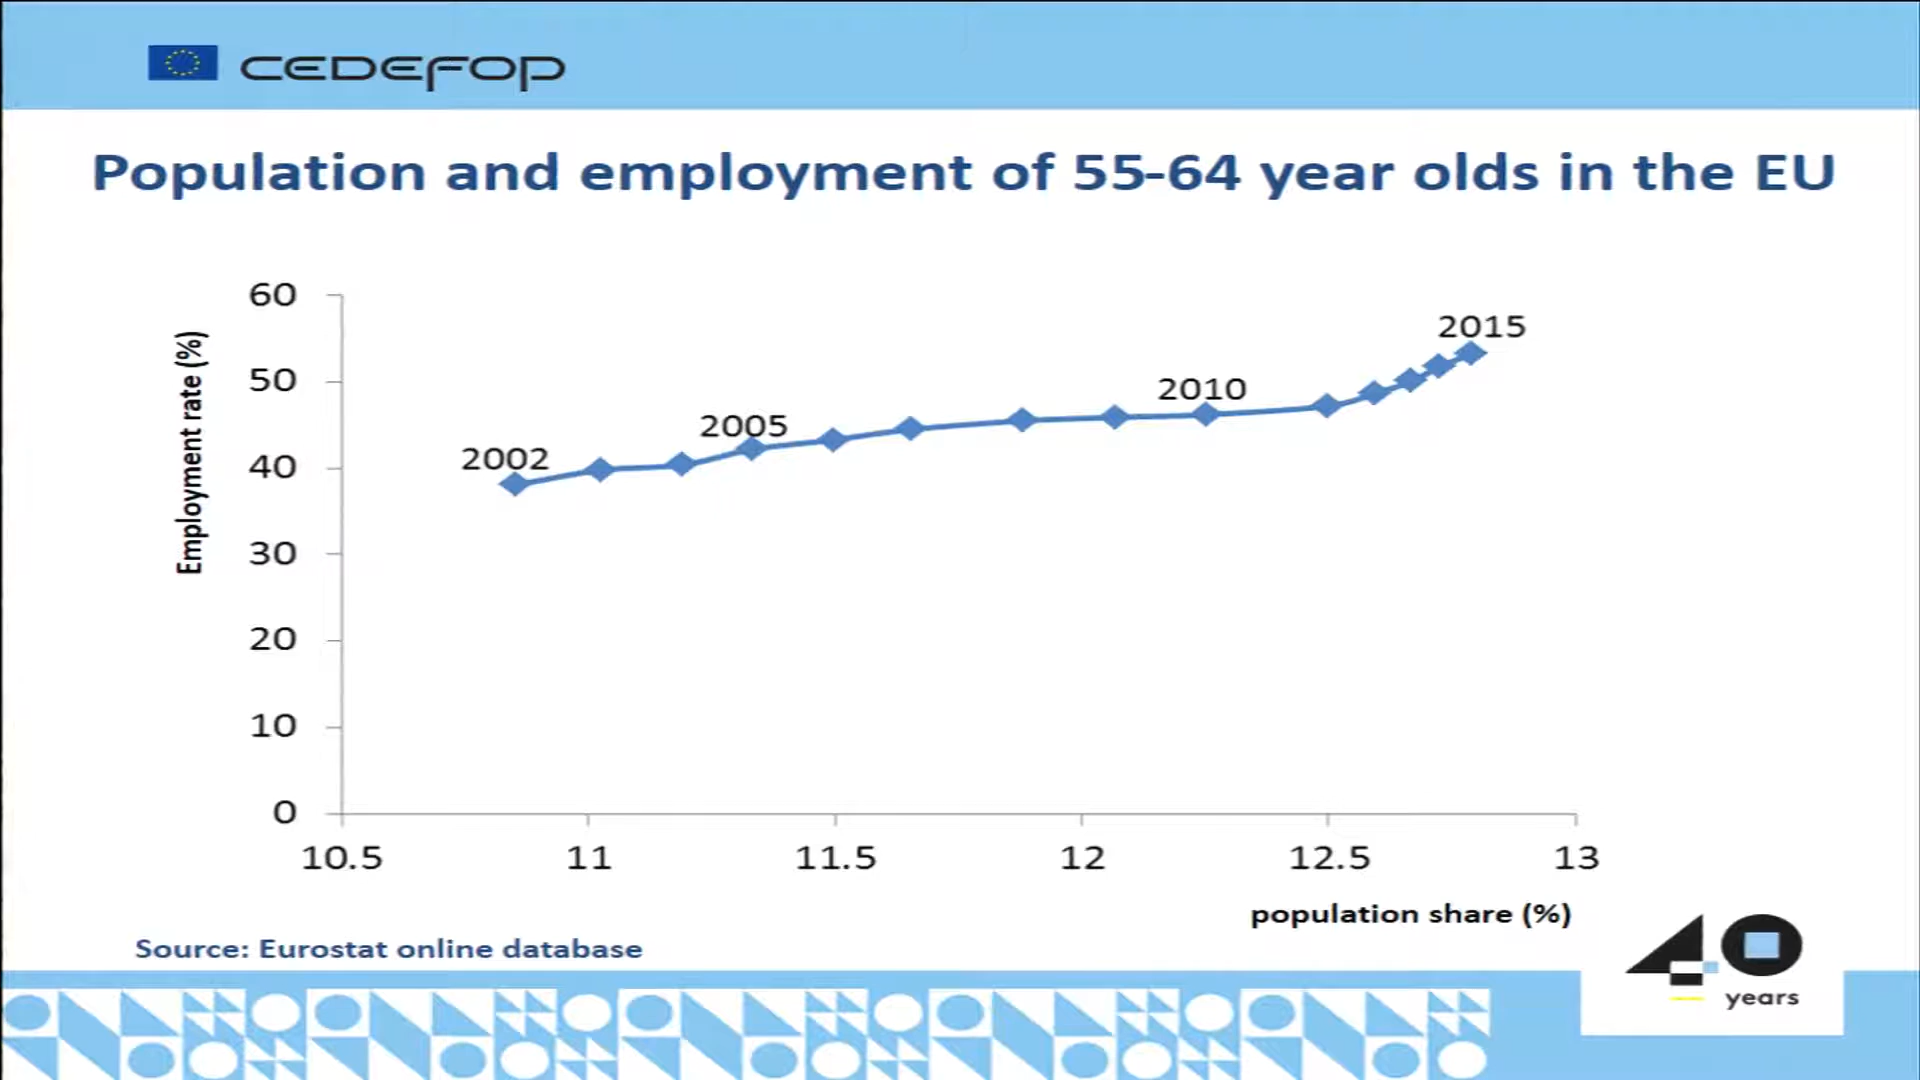 CEDEFOP
Population and employment of 55-64 year olds in the EU
Employment rate (%)
60
50
40
30
20
10
0
2002
2005
2010
2015
10.5 11 11.5 12 12.5 13
population share (%)
Source: Eurostat online database
40
years